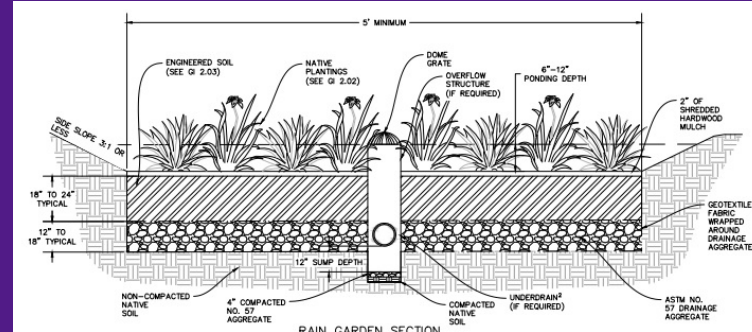 5' MINIMUM
ENGINEERED SOIL
(SEE GI 2.03)
NATIVE
PLANTINGS
(SEE GI 2.02)
DOME
GRATE
OVERFLOW
STRUCTURE
(IF REQUIRED)
6"-12"
PONDING DEPTH
2" OF
SHREDDED
HARDWOOD
MULCH
SIDE SLOPE 3:1 OR
LESS
18" TO 24"
TYPICAL
12" TO
18" TYPICAL
GEOTEXTILE
FABRIC
WRAPPED
AROUND
DRAINAGE
AGGREGATE
12" SUMP DEPTH
NON-COMPACTED
NATIVE
SOIL
4" COMPACTED
NO. 57
AGGREGATE
COMPACTED
NATIVE
SOIL
UNDERDRAIN²
(IF REQUIRED)
ASTM NO. 57
DRAINAGE
AGGREGATE
RAIN GARDEN SECTION